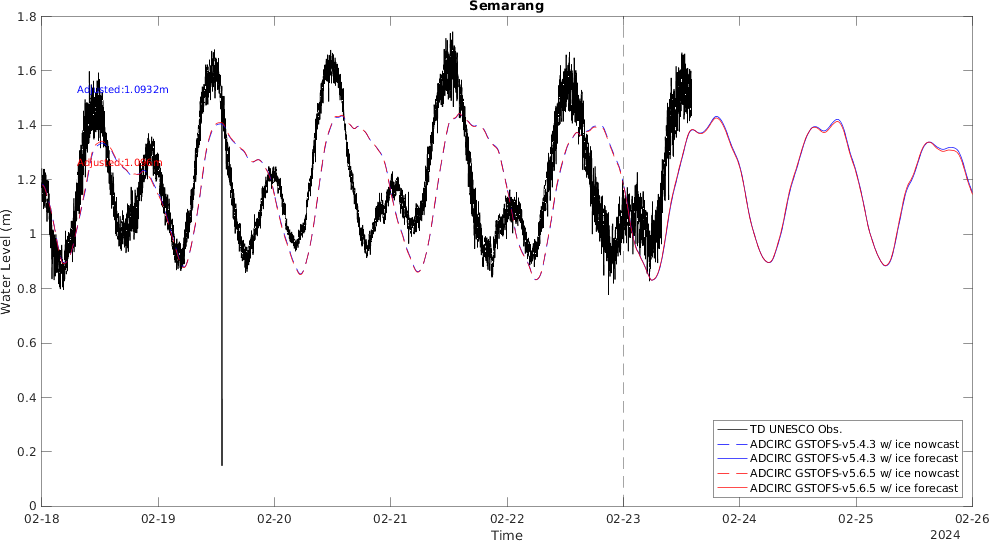 Semarang
Water Level (m)
1.8
1.6
1.4
1.2
1
0.8
0.6
0.4
0.2
0
Adjusted:1.0932m
02-18
02-19
02-20
02-21
02-22
02-23
02-24
02-25
02-26
Time
2024
TD UNESCO Obs.
ADCIRC GSTOFS-v5.4.3 w/ ice nowcast
ADCIRC GSTOFS-v5.4.3 w/ ice forecast
ADCIRC GSTOFS-v5.6.5 w/ ice nowcast
ADCIRC GSTOFS-v5.6.5 w/ ice forecast